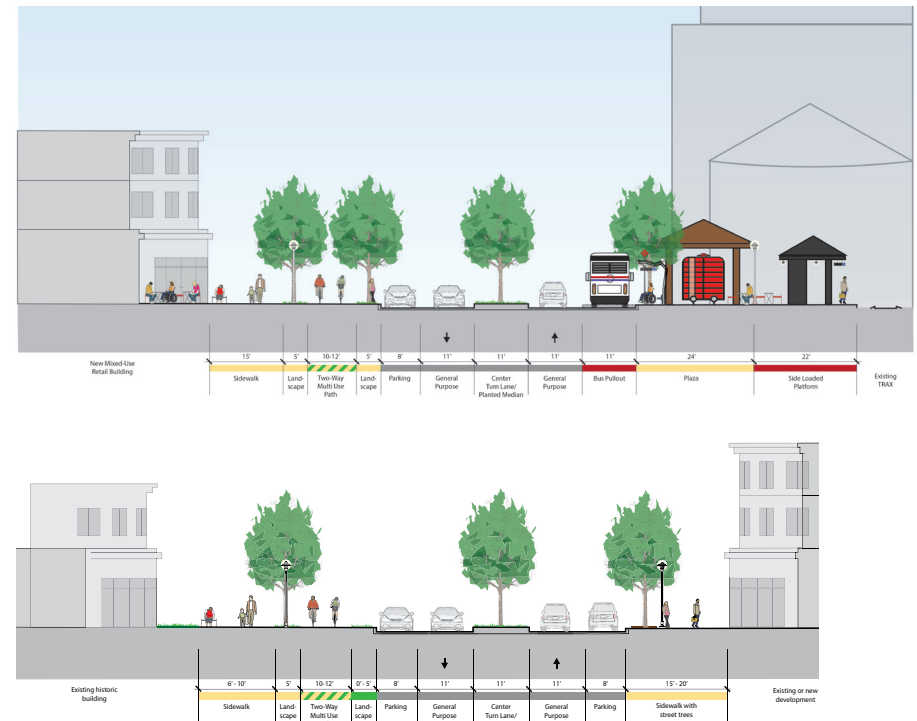 15' 5' 10-12' 5' 8' 11' 11' 11' 11' 24' 22'
New Mixed-Use
Retail Building
Sidewalk
Land-
scape
Two-Way
Multi Use
Path
Land-
scape
Parking
General
Purpose
Center
Turn Lane/
Planted Median
General
Purpose
Bus Pullout
Plaza
Side Loaded
Platform
Existing
TRAX
6'- 10' 5' 10-12' 0' - 5' 8' 11' 11' 11' 8' 15' - 20'
Existing historic
building
Sidewalk
Land-
scape
Two-Way
Multi Use
Land-
scape
Parking
General
Purpose
Center
Turn Lane/
General
Purpose
Parking
Sidewalk with
street trees
Existing or new
development